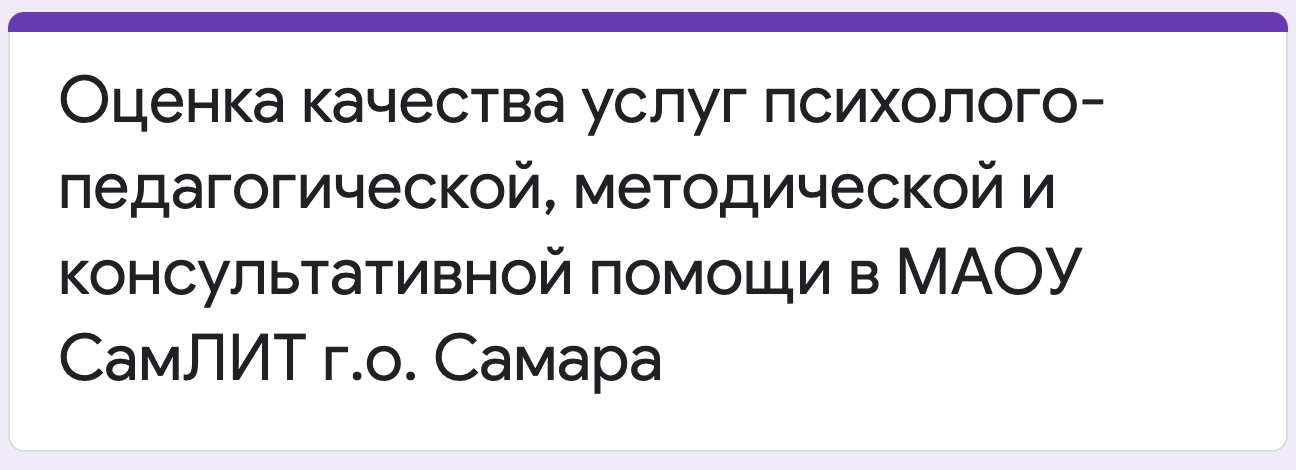 Оценка качества услуг психолого-
педагогической, методической и
консультативной помощи в МАОУ
СамЛИТ г.о. Самара